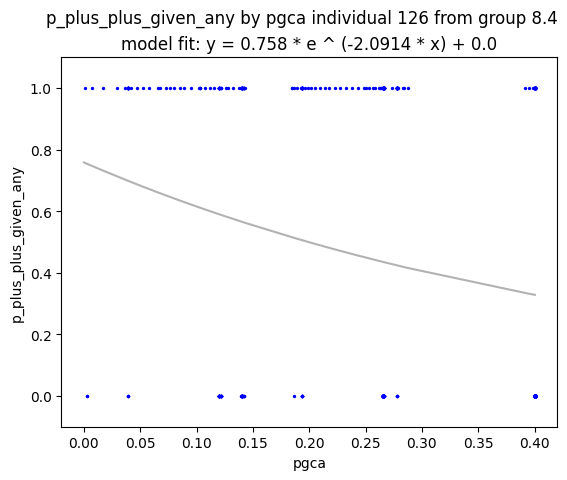 p_plus_plus_given_any by pgca individual 126 from group 8.4
model fit: y = 0.758 * e ^ (-2.0914 * x) + 0.0
1.0
0.8
0.6
0.4
0.2
0.0
p_plus_plus_given_any
0.00 0.05 0.10 0.15 0.20 0.25 0.30 0.35 0.40
pgca